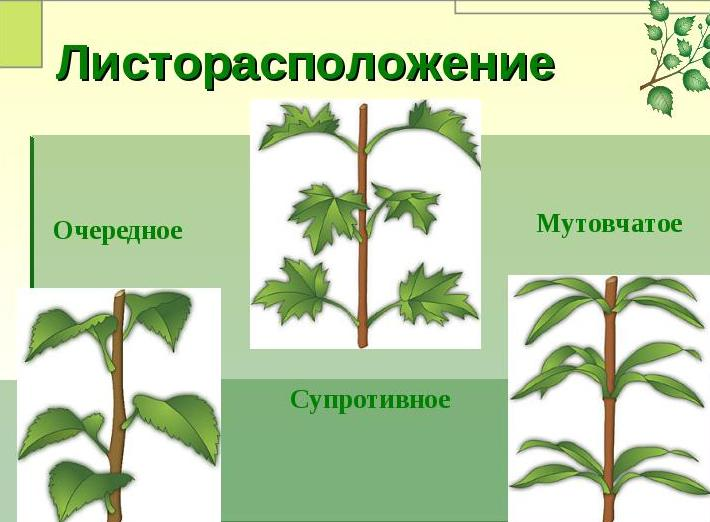 Листорасположение
Очередное
Мутовчатое
Супротивное